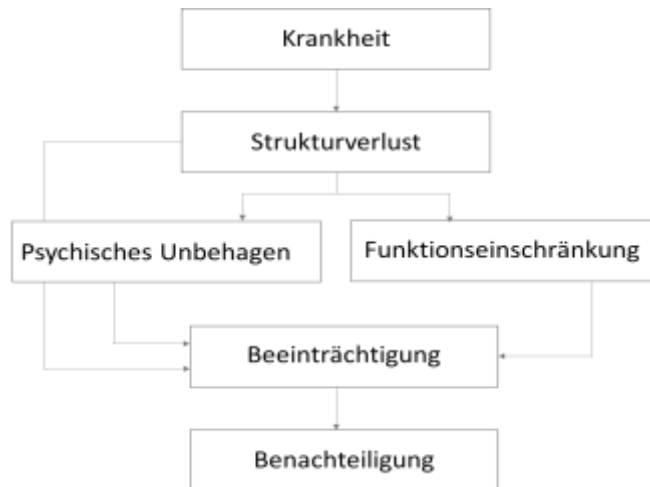 Krankheit
Strukturverlust
Psychisches Unbehagen
Funktionseinschränkung
Beeinträchtigung
Benachteiligung